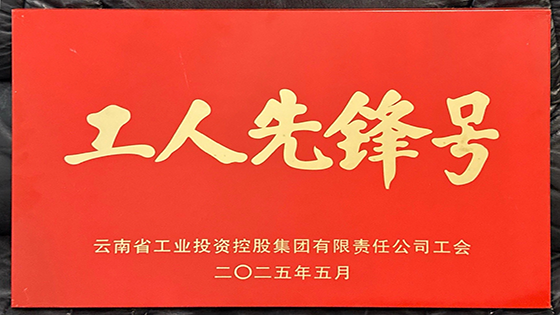 工人先锋号
云南省工业投资控股集团有限责任公司工会
二〇二五年五月